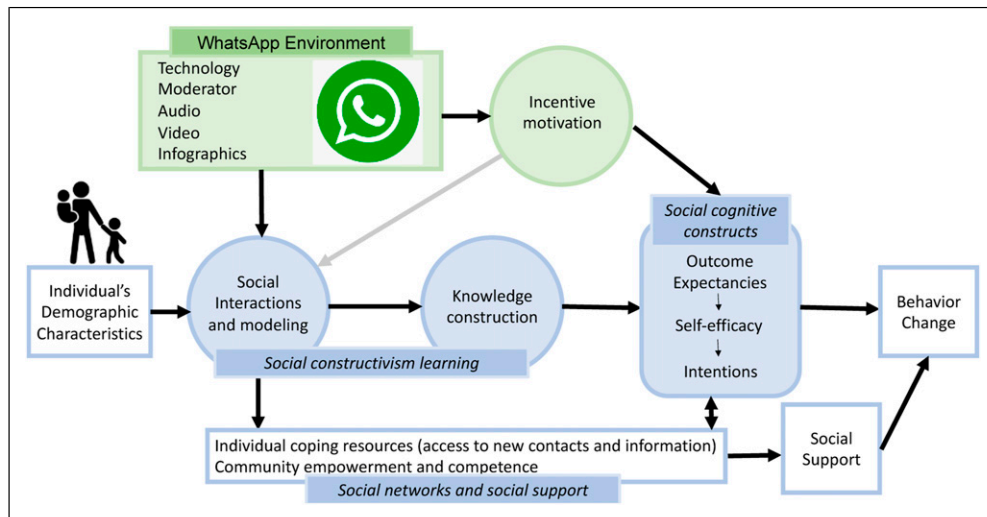 WhatsApp Environment
Technology
Moderator
Audio
Video
Infographics
Incentive
motivation
Individual's
Demographic
Characteristics
Social
Interactions
and modeling
Knowledge
construction
Social constructivism learning
Social cognitive
constructs
Outcome
Expectancies
Self-efficacy
Intentions
Behavior
Change
Individual coping resources (access to new contacts and information)
Community empowerment and competence
Social networks and social support
Social
Support